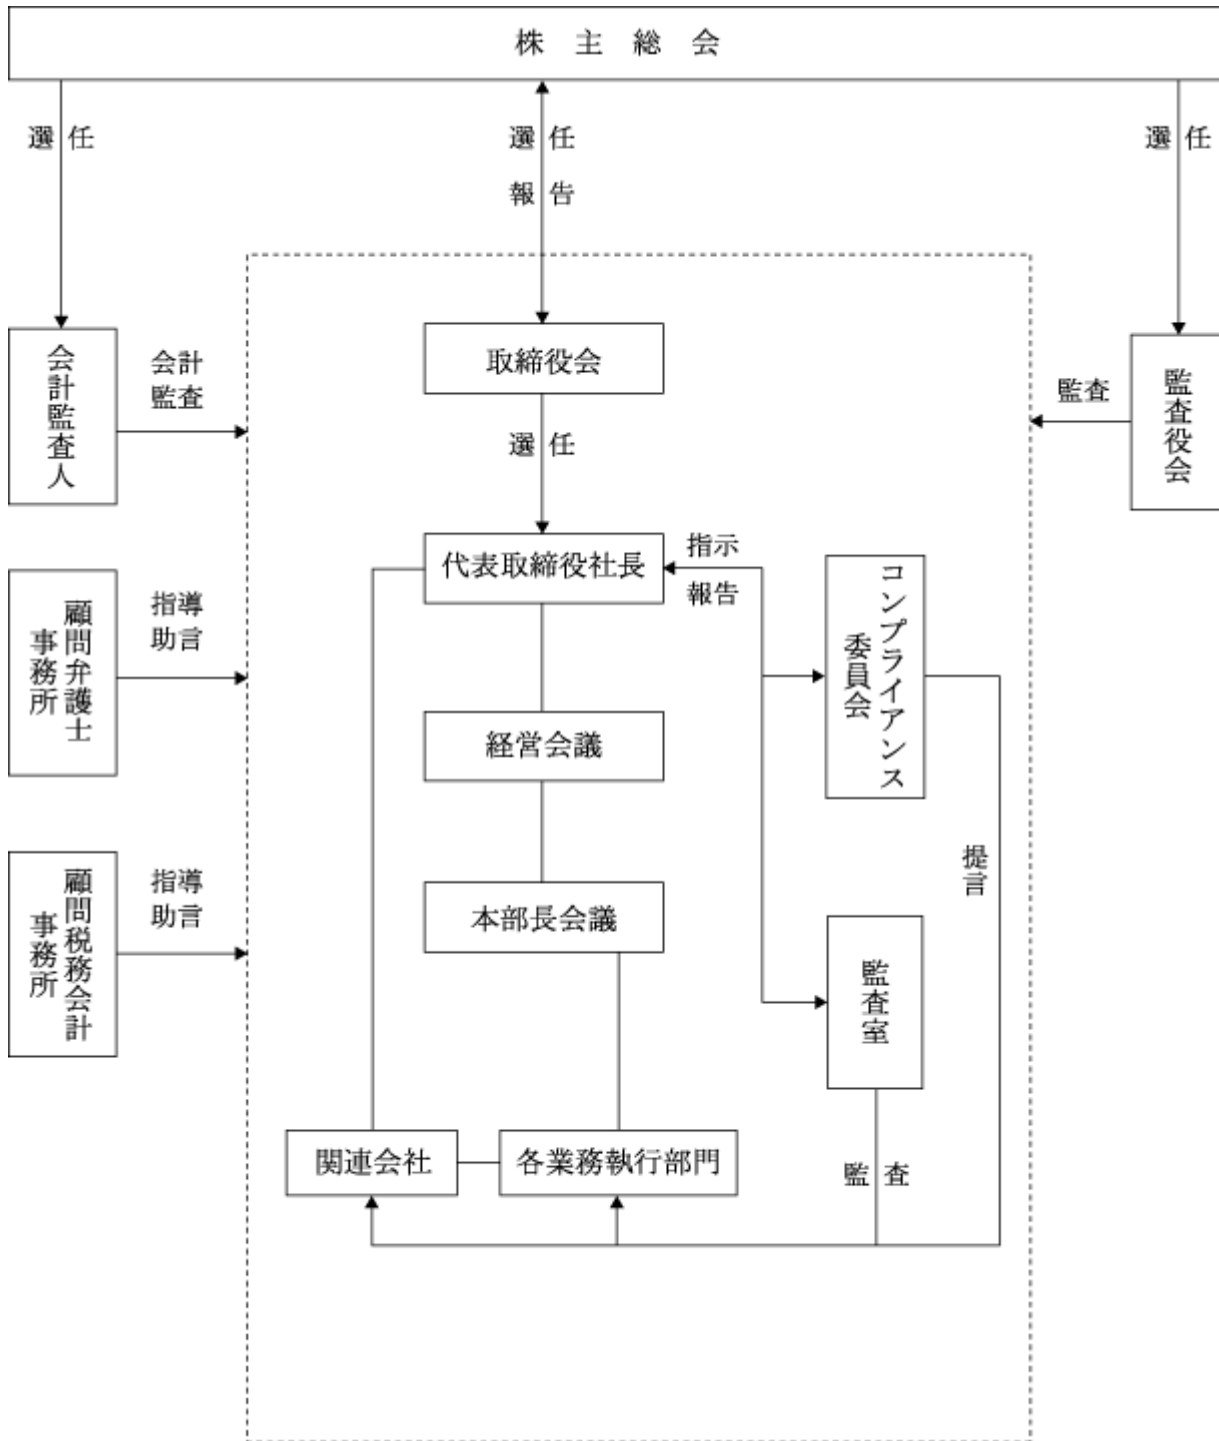 株主総会
選任
選任
報告
選任
会計監査人
会計
監査
取締役会
監査
監査役会
選任
代表取締役社長
指示
報告
コンプライアンス
委員会
顧問弁護士
事務所
指導
助言
経営会議
顧問税務会計
事務所
指導
助言
本部長会議
提言
監査室
関連会社
各業務執行部門
監査